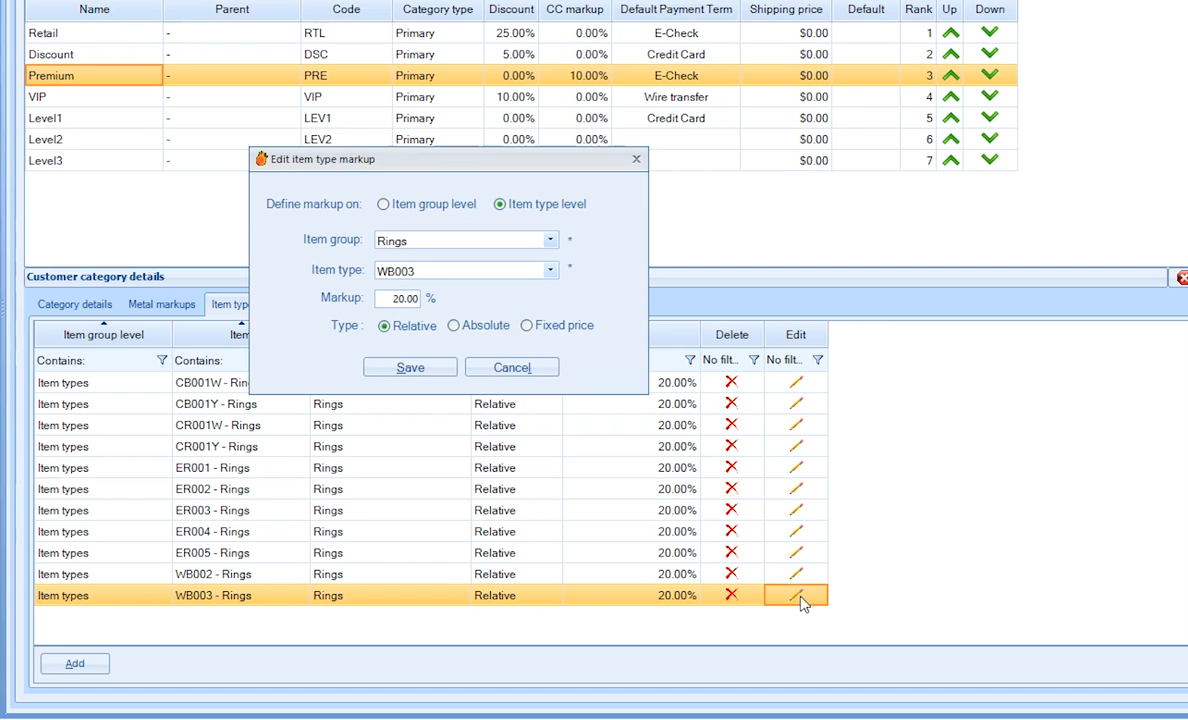 Name Parent Code Category type Discount CC markup Default Payment Term Shipping price Default Rank Up Down
Retail - RTL Primary 25.00% 0.00% E-Check $0.00 1
Discount - DSC Primary 5.00% 0.00% Credit Card $0.00 2
Premium - PRE Primary 0.00% 10.00% E-Check $0.00 3
VIP - VIP Primary 10.00% 0.00% Wire transfer $0.00 4
Level1 - LEV1 Primary 0.00% 0.00% Credit Card $0.00 5
Level2 - LEV2 Primary 0.00% 0.00% $0.00 6
Level3 - $0.00 7
Edit item type markup
Define markup on: Item group level Item type level
Item group: Rings *
Item type: WB003 *
Markup: 20.00 %
Type : Relative Absolute Fixed price
Save Cancel
Customer category details
Category details Metal markups Item typ
Item group level Item Delete Edit
Contains: Contains: No filt... No filt...
Item types CB001W - Rin 20.00%
Item types CB001Y - Rings Rings Relative 20.00%
Item types CR001W - Rings Rings Relative 20.00%
Item types CR001Y - Rings Rings Relative 20.00%
Item types ER001 - Rings Rings Relative 20.00%
Item types ER002 - Rings Rings Relative 20.00%
Item types ER003 - Rings Rings Relative 20.00%
Item types ER004 - Rings Rings Relative 20.00%
Item types ER005 - Rings Rings Relative 20.00%
Item types WB002 - Rings Rings Relative 20.00%
Item types WB003 - Rings Rings Relative 20.00%
Add